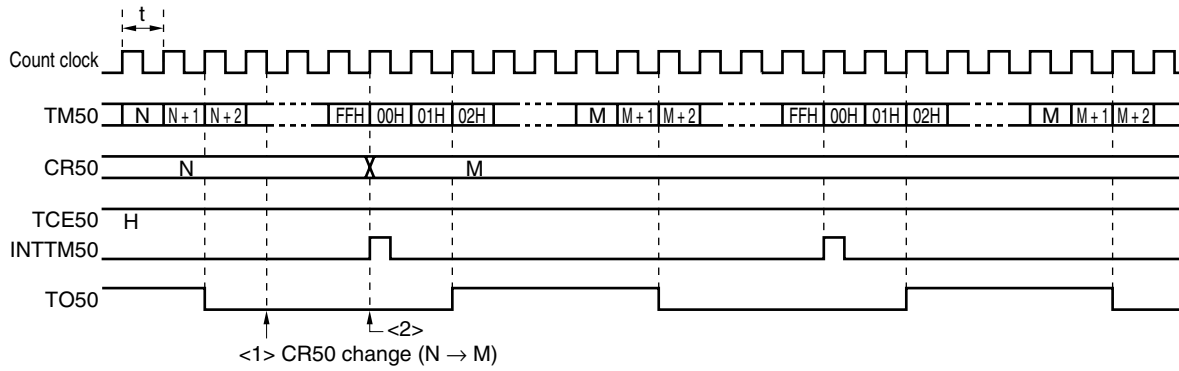 t
Count clock
TM50 N N + 1 N + 2 FFH 00H 01H 02H M M + 1 M + 2 FFH 00H 01H 02H M M + 1 M + 2
CR50 N M
TCE50 H
INTTM50
TO50
<2>
<1> CR50 change (N → M)